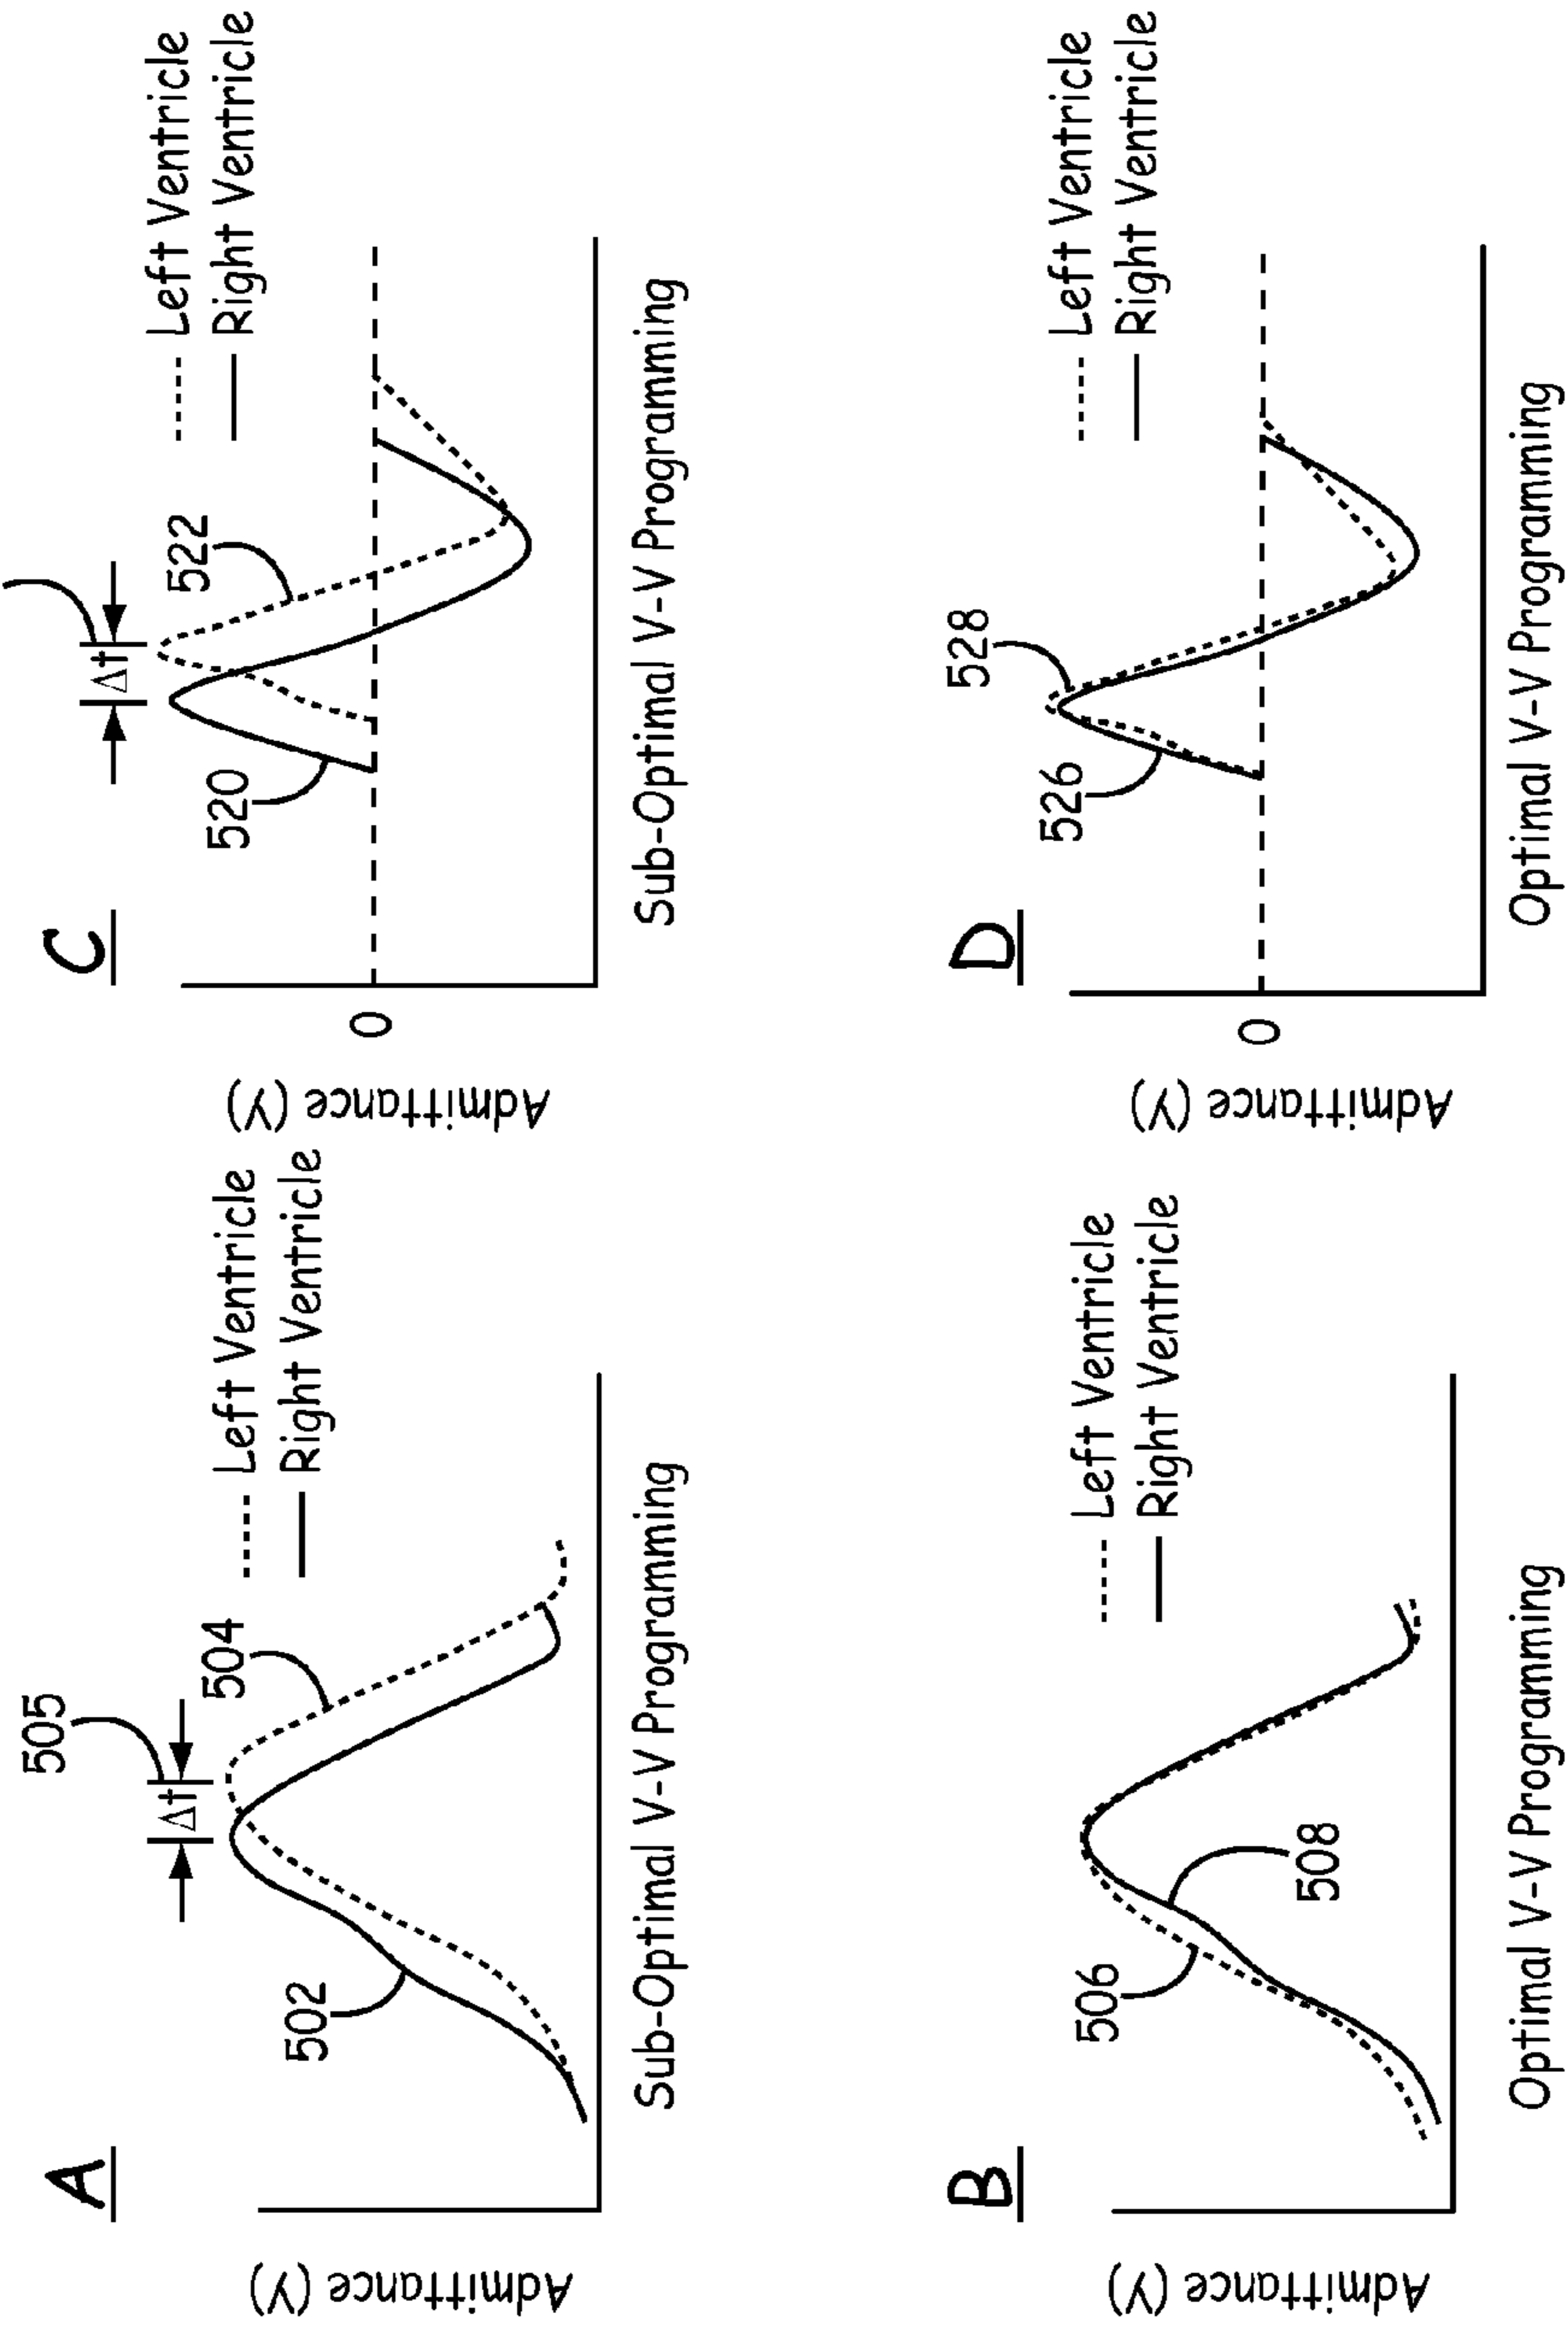 A
505
Δt
504
502
Left Ventricle
Right Ventricle
Admittance (Y)
Sub-Optimal V-V Programming
C
Δt
522
520
Left Ventricle
Right Ventricle
0
Admittance (Y)
Sub-Optimal V-V Programming
B
506
508
Left Ventricle
Right Ventricle
Admittance (Y)
Optimal V-V Programming
D
528
526
Left Ventricle
Right Ventricle
0
Admittance (Y)
Optimal V-V Programming